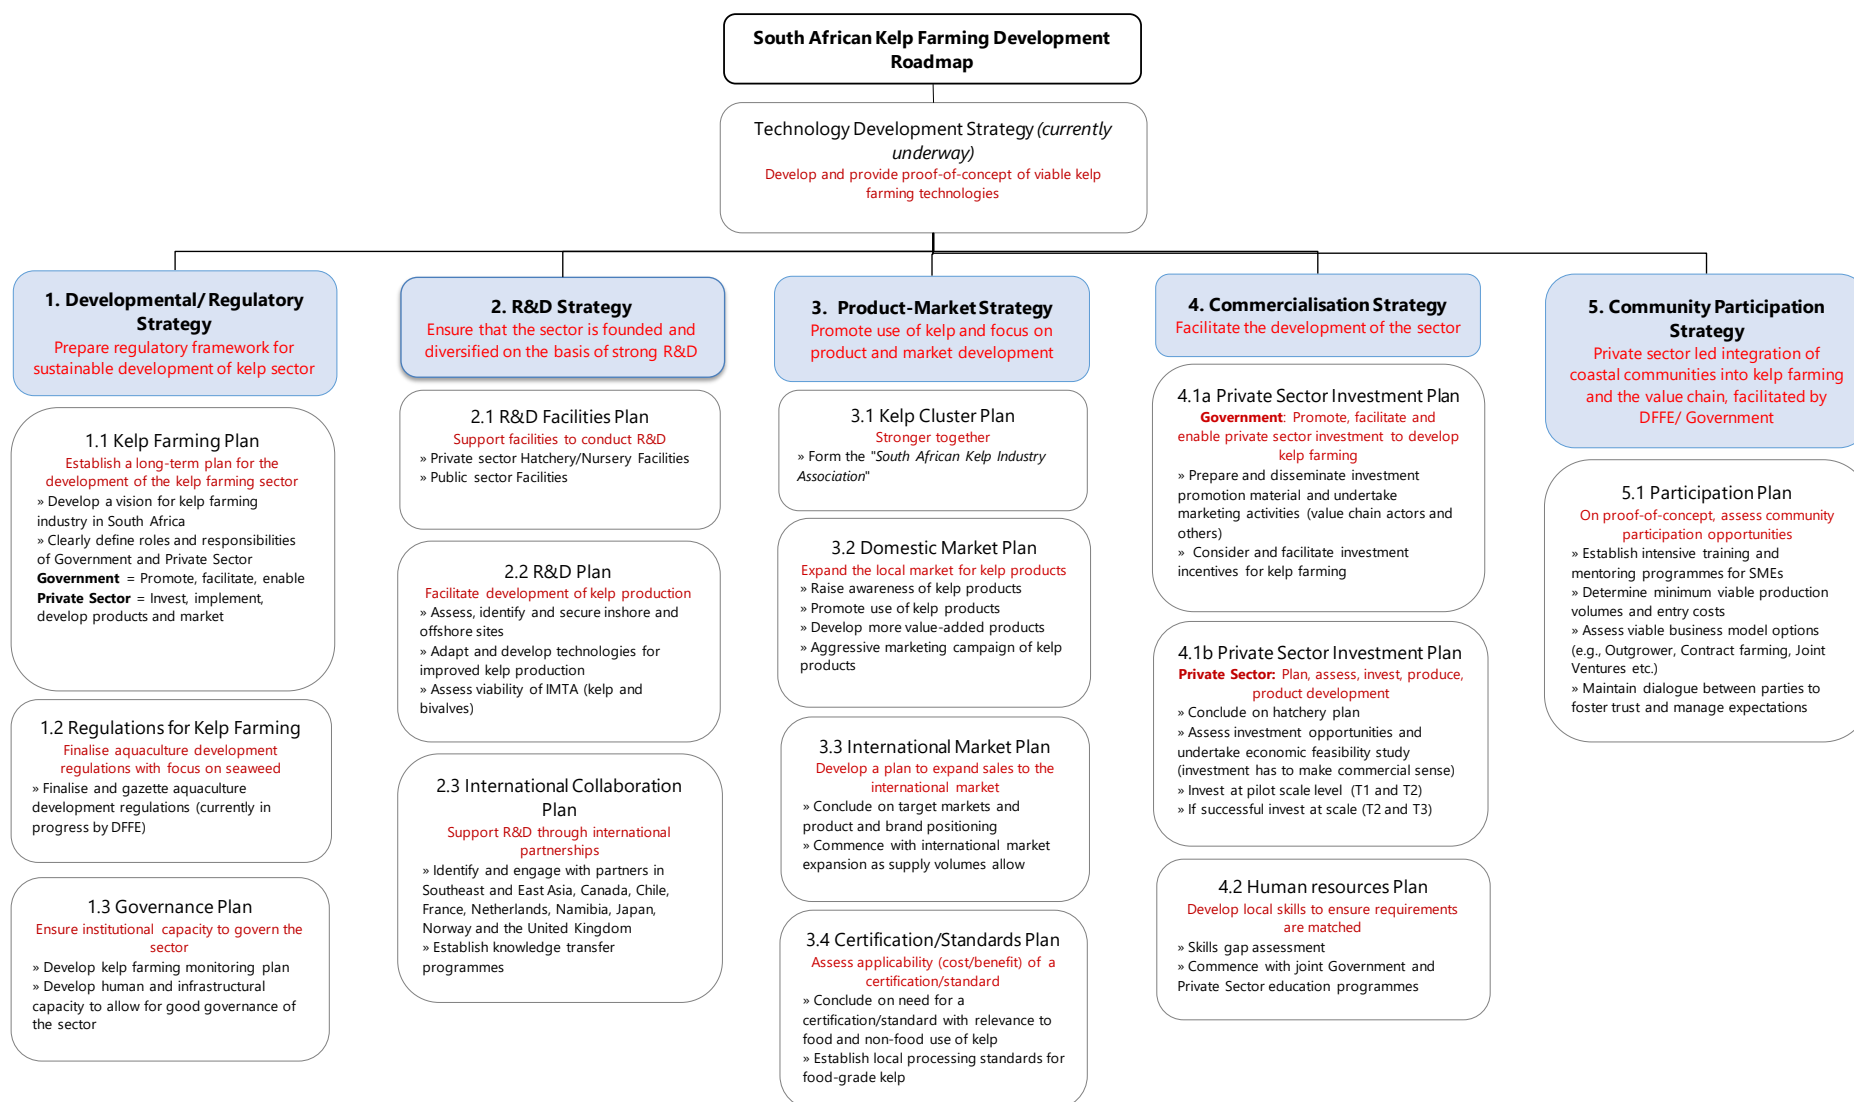 South African Kelp Farming Development
Roadmap
Technology Development Strategy (currently
underway)
Develop and provide proof-of-concept of viable kelp
farming technologies
1. Developmental/ Regulatory
Strategy
Prepare regulatory framework for
sustainable development of kelp sector
1.1 Kelp Farming Plan
Establish a long-term plan for the
development of the kelp farming sector
» Develop a vision for kelp farming
industry in South Africa
» Clearly define roles and responsibilities
of Government and Private Sector
Government = Promote, facilitate, enable
Private Sector = Invest, implement,
develop products and market
1.2 Regulations for Kelp Farming
Finalise aquaculture development
regulations with focus on seaweed
» Finalise and gazette aquaculture
development regulations (currently in
progress by DFFE)
1.3 Governance Plan
Ensure institutional capacity to govern the
sector
» Develop kelp farming monitoring plan
» Develop human and infrastructural
capacity to allow for good governance of
the sector
2. R&D Strategy
Ensure that the sector is founded and
diversified on the basis of strong R&D
2.1 R&D Facilities Plan
Support facilities to conduct R&D
» Private sector Hatchery/Nursery Facilities
» Public sector Facilities
2.2 R&D Plan
Facilitate development of kelp production
» Assess, identify and secure inshore and
offshore sites
» Adapt and develop technologies for
improved kelp production
» Assess viability of IMTA (kelp and
bivalves)
2.3 International Collaboration
Plan
Support R&D through international
partnerships
» Identify and engage with partners in
Southeast and East Asia, Canada, Chile,
France, Netherlands, Namibia, Japan,
Norway and the United Kingdom
» Establish knowledge transfer
programmes
3. Product-Market Strategy
Promote use of kelp and focus on
product and market development
3.1 Kelp Cluster Plan
Stronger together
» Form the "South African Kelp Industry
Association"
3.2 Domestic Market Plan
Expand the local market for kelp products
» Raise awareness of kelp products
» Promote use of kelp products
» Develop more value-added products
» Aggressive marketing campaign of kelp
products
3.3 International Market Plan
Develop a plan to expand sales to the
international market
» Conclude on target markets and
product and brand positioning
» Commence with international market
expansion as supply volumes allow
3.4 Certification/Standards Plan
Assess applicability (cost/benefit) of a
certification/standard
» Conclude on need for a
certification/standard with relevance to
food and non-food use of kelp
» Establish local processing standards for
food-grade kelp
4. Commercialisation Strategy
Facilitate the development of the sector
4.1a Private Sector Investment Plan
Government: Promote, facilitate and
enable private sector investment to develop
kelp farming
» Prepare and disseminate investment
promotion material and undertake
marketing activities (value chain actors and
others)
» Consider and facilitate investment
incentives for kelp farming
4.1b Private Sector Investment Plan
Private Sector: Plan, assess, invest, produce,
product development
» Conclude on hatchery plan
» Assess investment opportunities and
undertake economic feasibility study
(investment has to make commercial sense)
» Invest at pilot scale level (T1 and T2)
» If successful invest at scale (T2 and T3)
4.2 Human resources Plan
Develop local skills to ensure requirements
are matched
» Skills gap assessment
» Commence with joint Government and
Private Sector education programmes
5. Community Participation
Strategy
Private sector led integration of
coastal communities into kelp farming
and the value chain, facilitated by
DFFE/ Government
5.1 Participation Plan
On proof-of-concept, assess community
participation opportunities
» Establish intensive training and
mentoring programmes for SMEs
» Determine minimum viable production
volumes and entry costs
» Assess viable business model options
(e.g., Outgrower, Contract farming, Joint
Ventures etc.)
» Maintain dialogue between parties to
foster trust and manage expectations